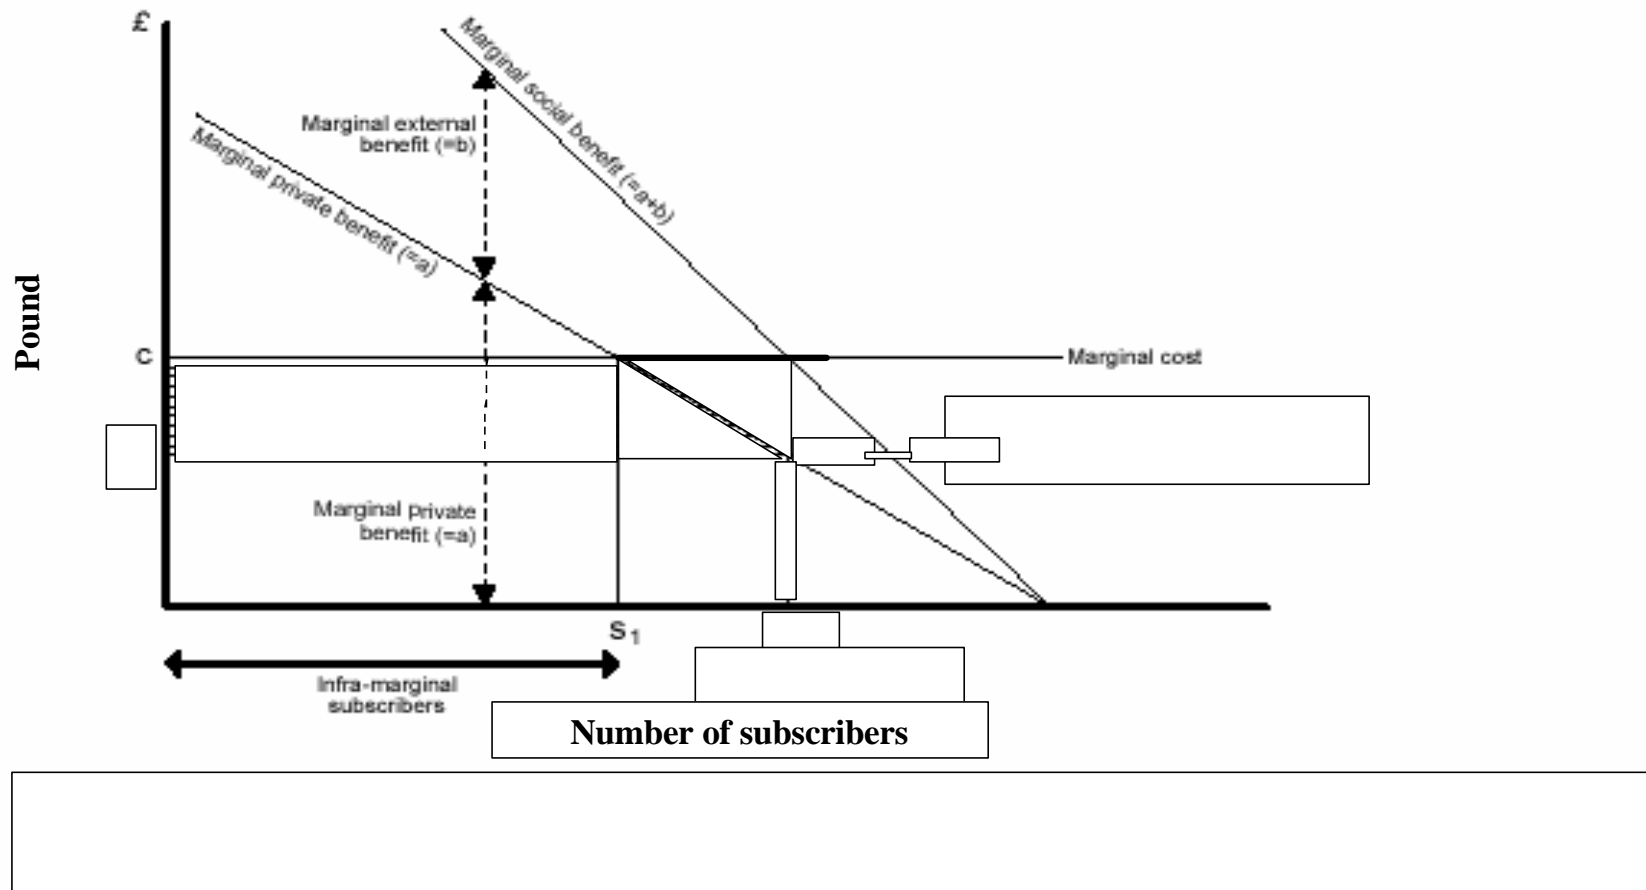 £
Marginal social benefit (=a+b)
Marginal external
benefit (=b)
Marginal private benefit (=a)
Pound
C
Marginal cost
Marginal private
benefit (=a)
S1
Infra-marginal
subscribers
Number of subscribers